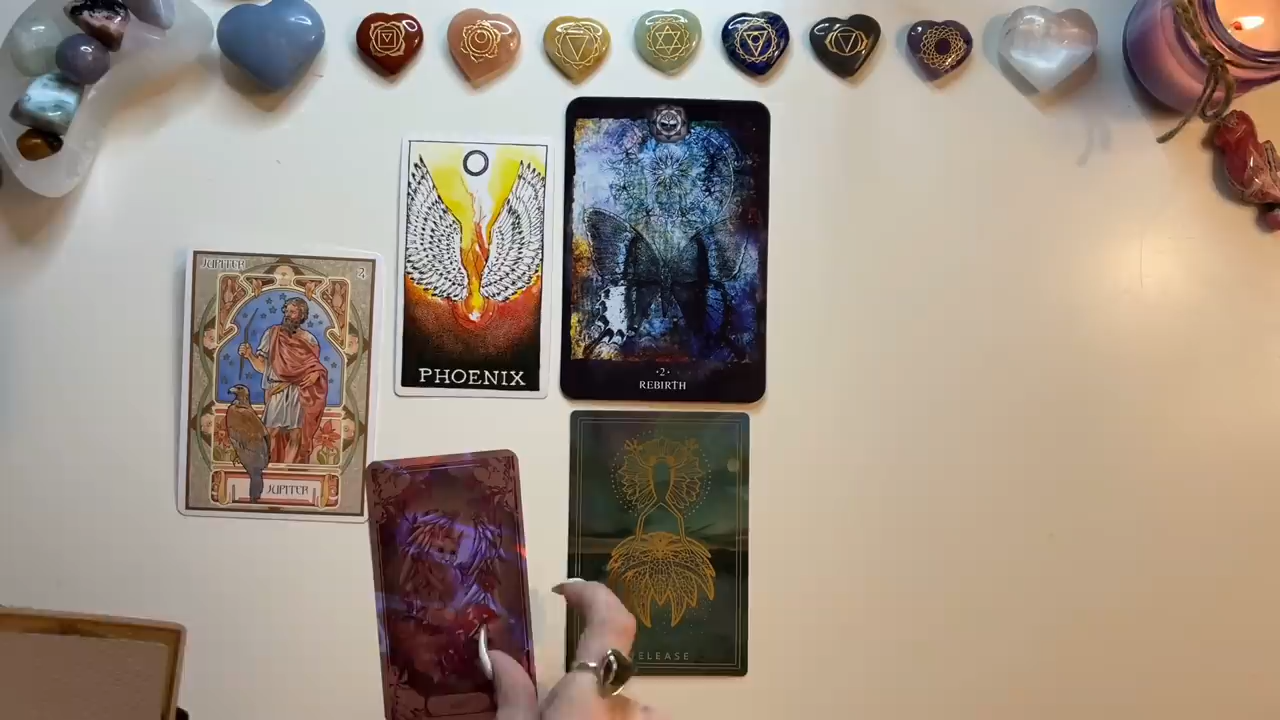 JUPITER
JUPITER
PHOENIX
·2·
REBIRTH
ELEASE